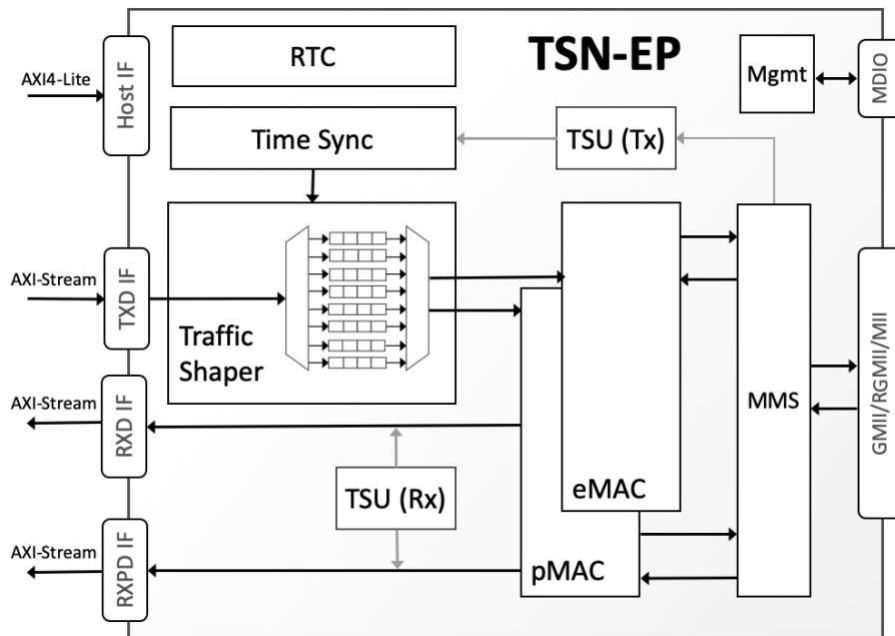 TSN-EP
RTC
Mgmt
MDIO
AXI4-Lite
Host IF
Time Sync
TSU (Tx)
AXI-Stream
TXD IF
Traffic
Shaper
GMII/RGMII/MII
AXI-Stream
RXD IF
MMS
TSU (Rx)
eMAC
AXI-Stream
RXPD IF
pMAC